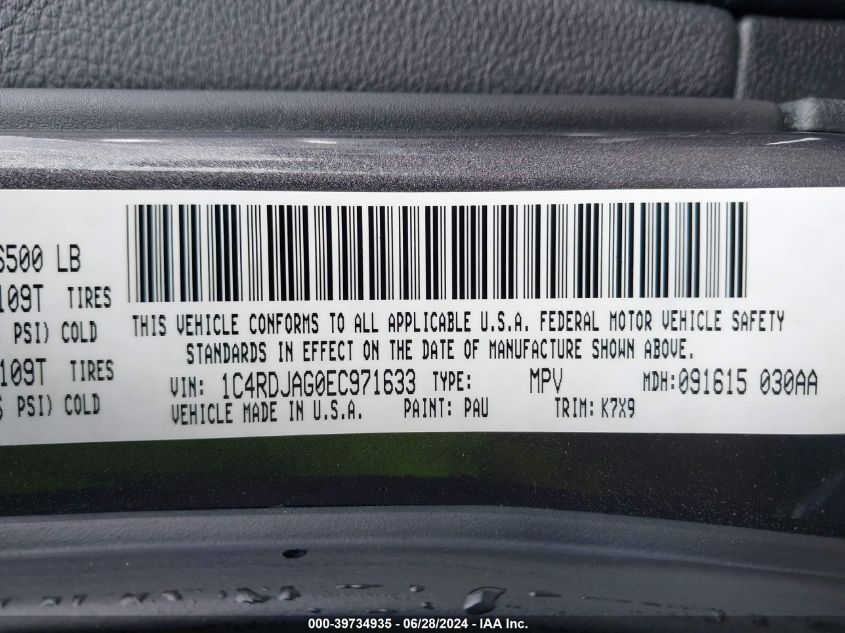 6500 LB
109T TIRES
PSI) COLD
109T TIRES
PSI) COLD
THIS VEHICLE CONFORMS TO ALL APPLICABLE U.S.A. FEDERAL MOTOR VEHICLE SAFETY
STANDARDS IN EFFECT ON THE DATE OF MANUFACTURE SHOWN ABOVE.
VIN: 1C4RDJAG0EC971633 TYPE: MPV MDH:091615 030AA
VEHICLE MADE IN U.S.A. PAINT: PAU TRIM: K7X9
000-39734935 - 06/28/2024 - IAA Inc.